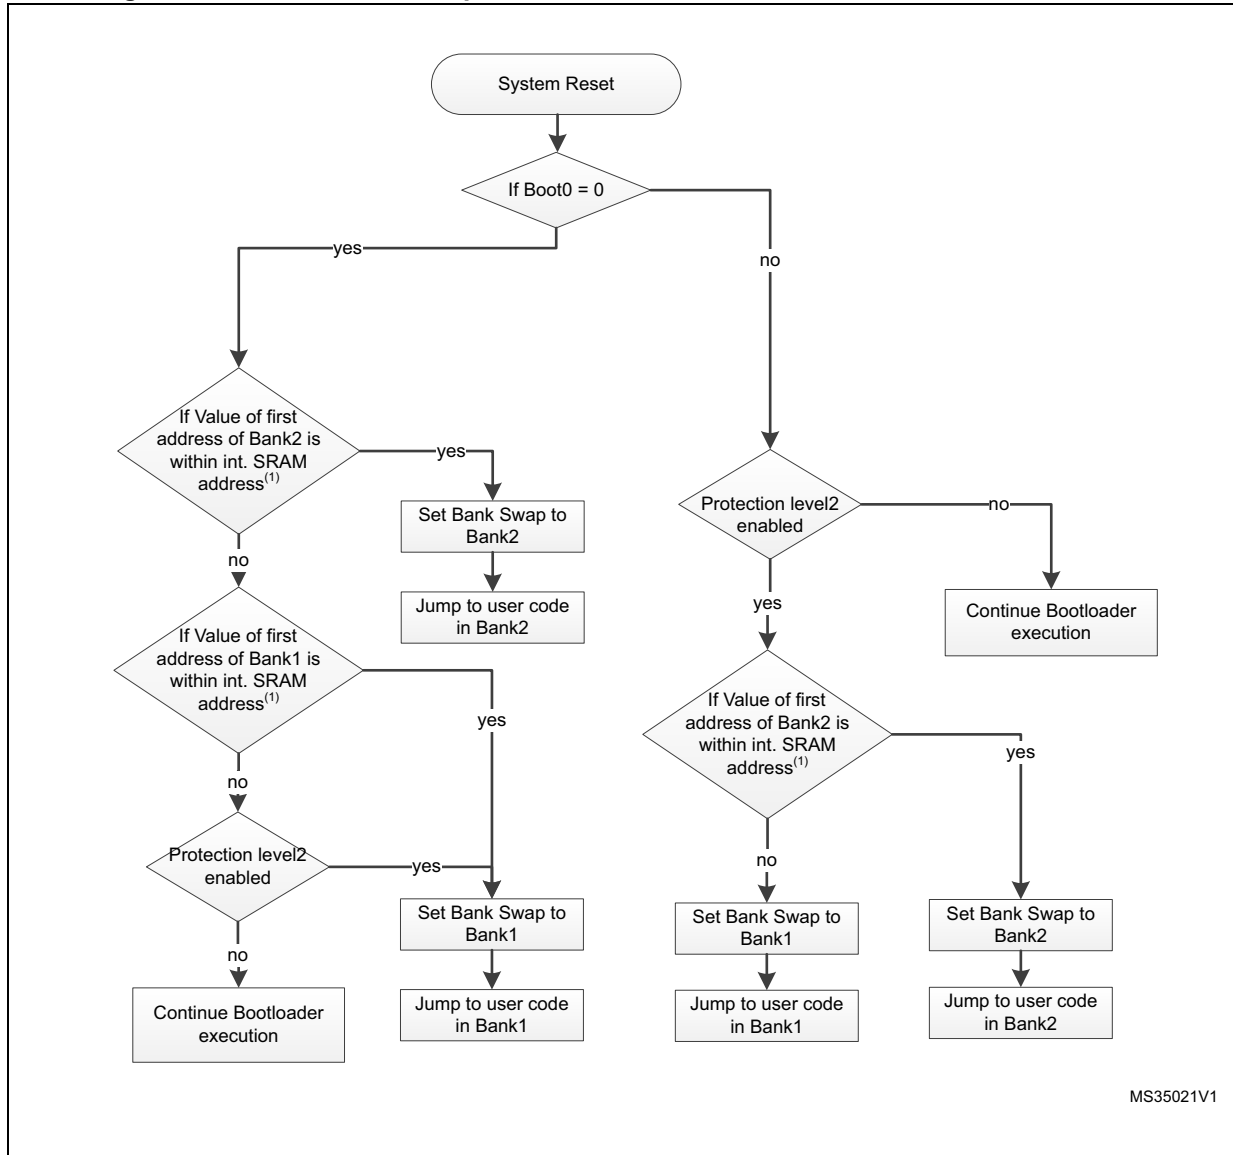 System Reset
If Boot0 = 0
yes
no
If Value of first
address of Bank2 is
within int. SRAM
address(1)
yes
Set Bank Swap to
Bank2
Jump to user code
in Bank2
no
If Value of first
address of Bank1 is
within int. SRAM
address(1)
yes
no
Protection level2
enabled
yes
Set Bank Swap to
Bank1
Jump to user code
in Bank1
no
Continue Bootloader
execution
Protection level2
enabled
no
Continue Bootloader
execution
yes
If Value of first
address of Bank2 is
within int. SRAM
address(1)
yes
no
Set Bank Swap to
Bank1
Jump to user code
in Bank1
Set Bank Swap to
Bank2
Jump to user code
in Bank2
MS35021V1